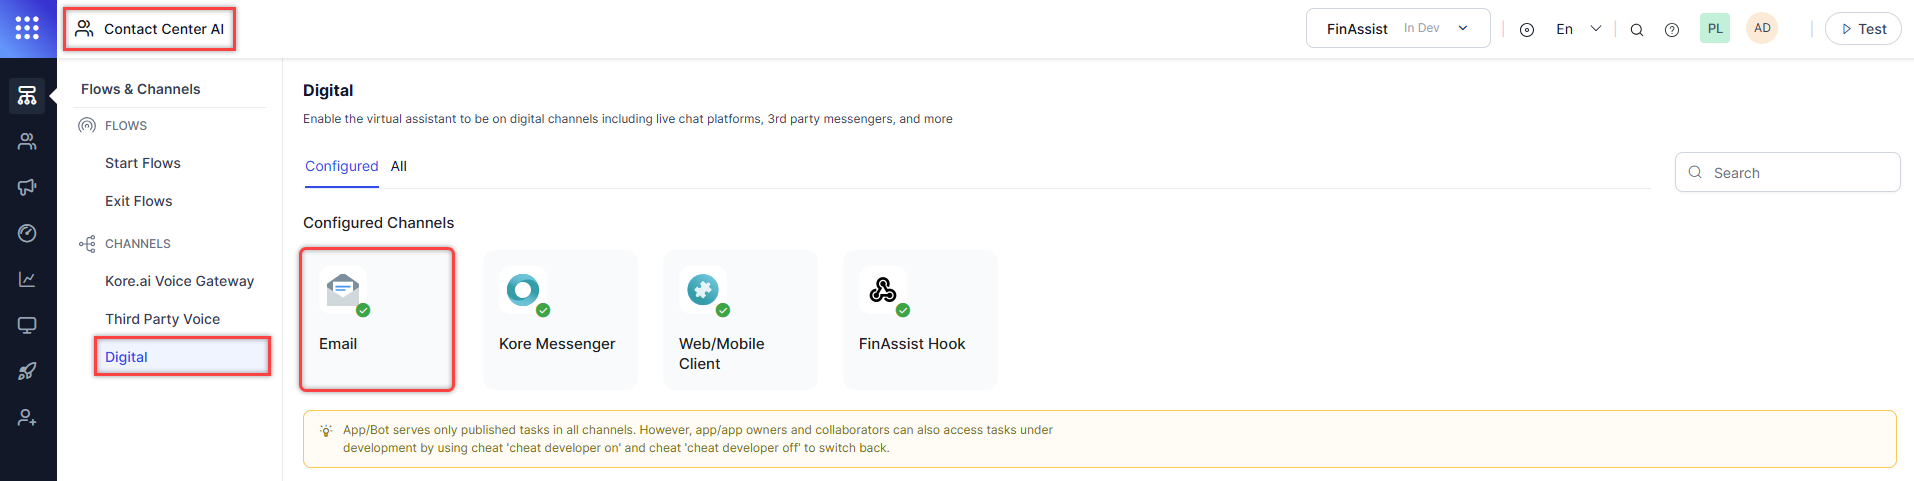 Contact Center AI
FinAssist In Dev
En
PL
AD
Test
Flows & Channels
FLOWS
Start Flows
Exit Flows
CHANNELS
Kore.ai Voice Gateway
Third Party Voice
Digital
Digital
Enable the virtual assistant to be on digital channels including live chat platforms, 3rd party messengers, and more
Configured All
Search
Configured Channels
Email
Kore Messenger
Web/Mobile
Client
FinAssist Hook
App/Bot serves only published tasks in all channels. However, app/app owners and collaborators can also access tasks under
development by using cheat 'cheat developer on' and cheat 'cheat developer off' to switch back.